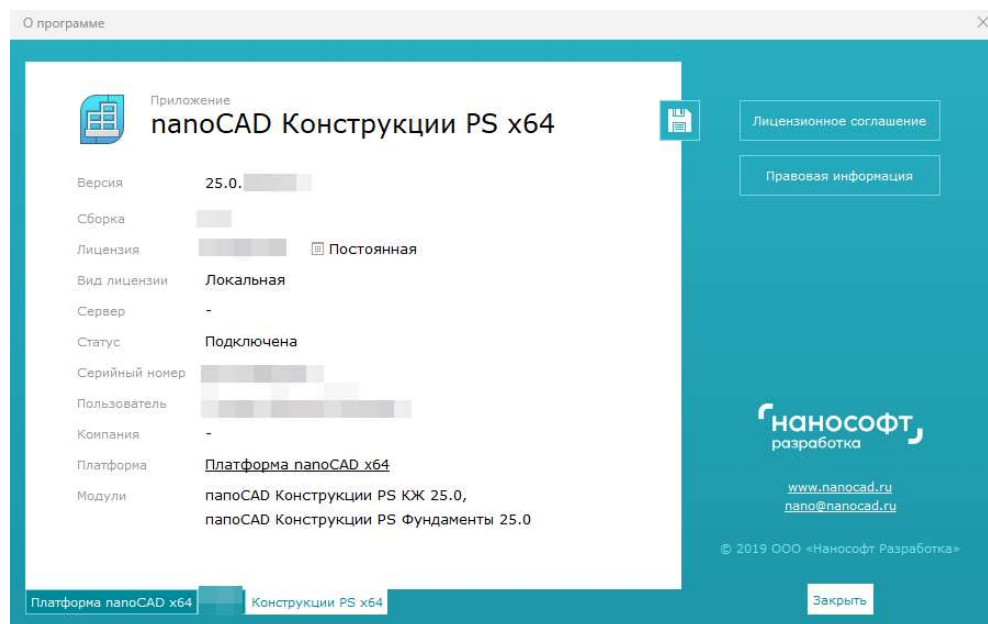 О программе
Приложение
nanoCAD Конструкции PS x64
Лицензионное соглашение
Правовая информация
Версия 25.0.
Сборка
Лицензия Постоянная
Вид лицензии Локальная
Сервер -
Статус Подключена
Серийный номер
Пользователь
Компания -
Платформа Платформа nanoCAD x64
Модули nanoCAD Конструкции PS КЖ 25.0,
nanoCAD Конструкции PS Фундаменты 25.0
нанософт
разработка
www.nanocad.ru
nano@nanocad.ru
© 2019 ООО «Нанософт Разработка»
Платформа nanoCAD x64 Конструкции PS x64
Закрыть